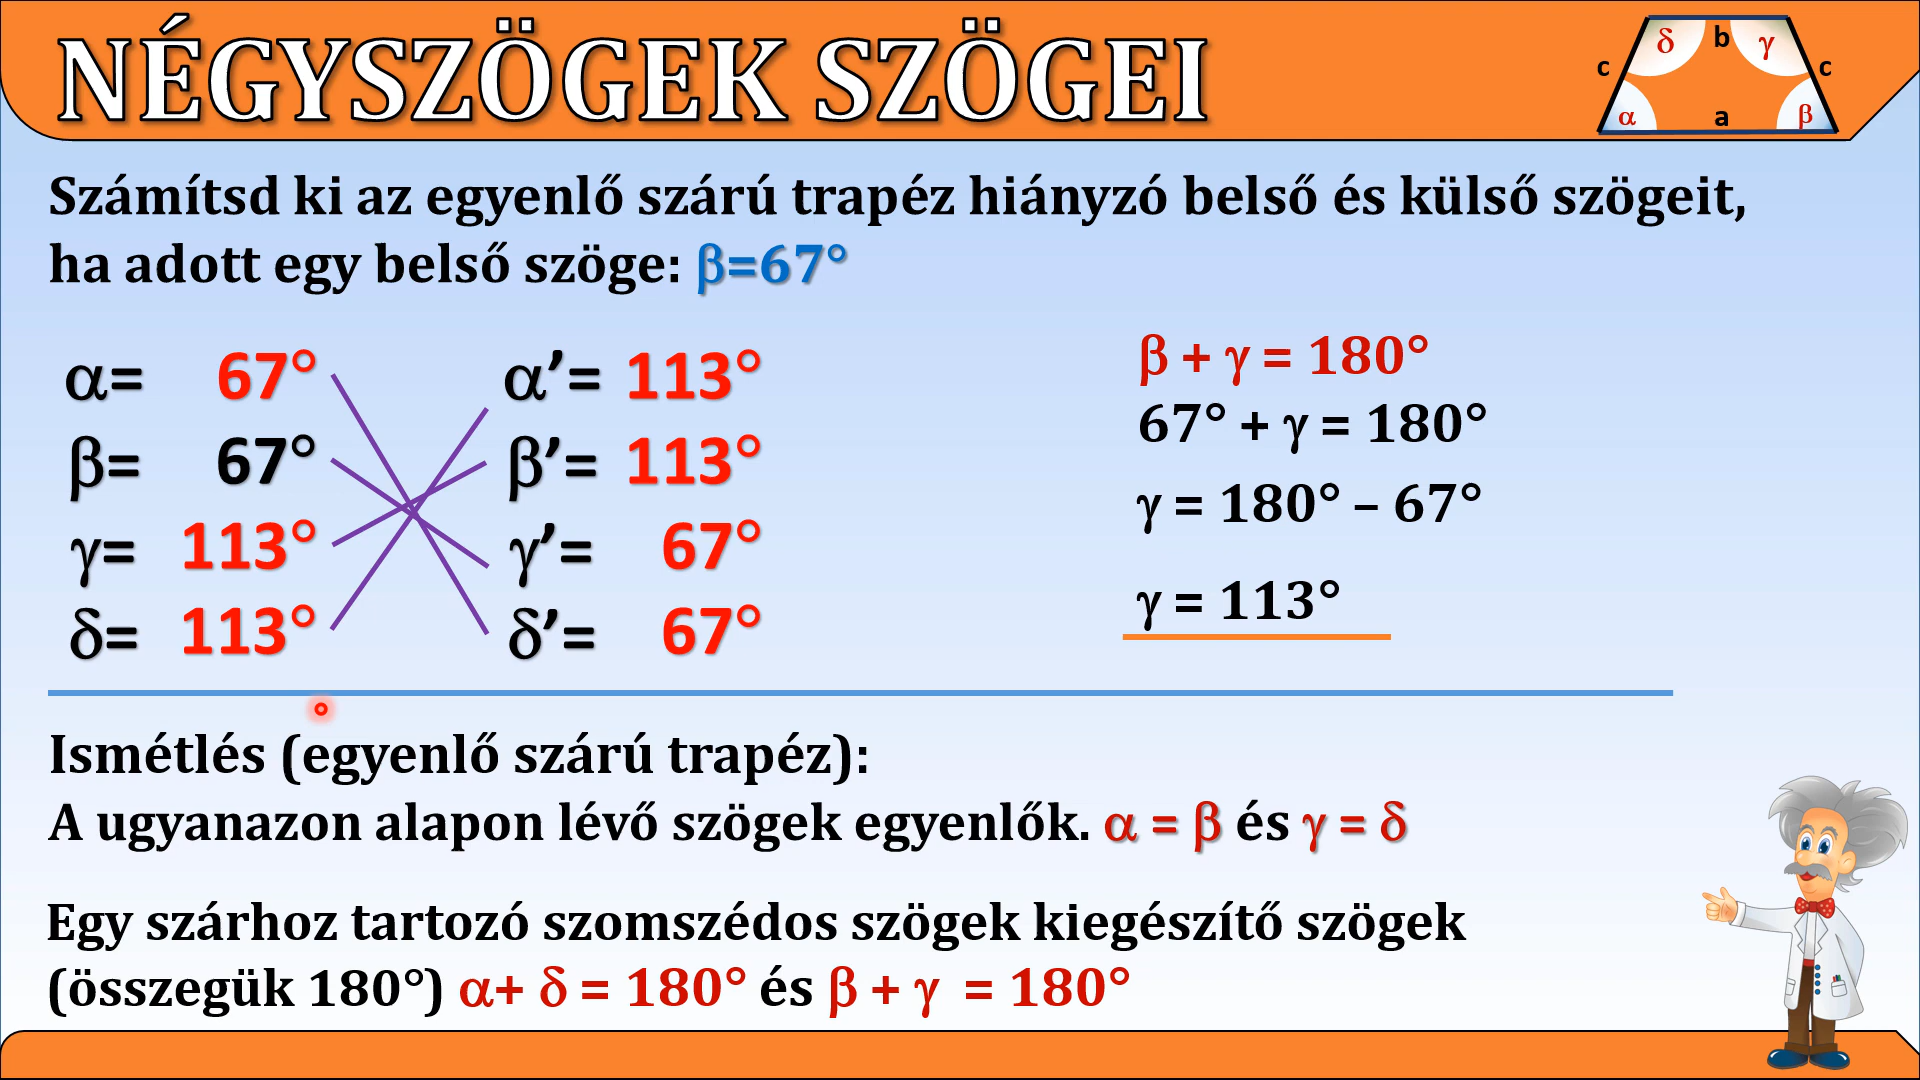 NÉGYSZÖGEK SZÖGEI
δ b γ
c c
α a β
Számítsd ki az egyenlő szárú trapéz hiányzó belső és külső szögeit,
ha adott egy belső szöge: β=67°
α= 67° α’= 113°
β= 67° β’= 113°
γ= 113° γ’= 67°
δ= 113° δ’= 67°
β + γ = 180°
67° + γ = 180°
γ = 180° – 67°
γ = 113°
Ismétlés (egyenlő szárú trapéz):
A ugyanazon alapon lévő szögek egyenlők. α = β és γ = δ
Egy szárhoz tartozó szomszédos szögek kiegészítő szögek
(összegük 180°) α+ δ = 180° és β + γ = 180°